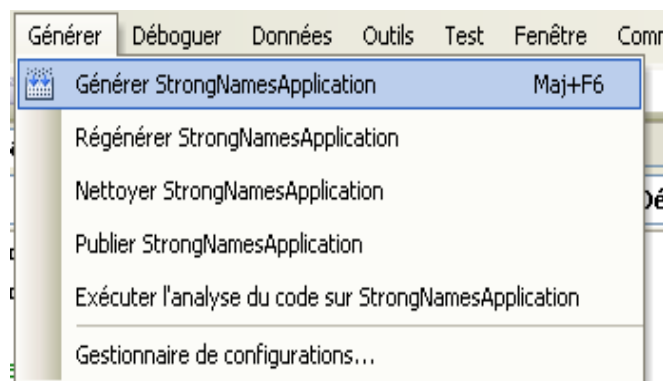 Générer Déboguer Données Outils Test Fenêtre
Générer StrongNamesApplication Maj+F6
Régénérer StrongNamesApplication
Nettoyer StrongNamesApplication
Publier StrongNamesApplication
Exécuter l'analyse du code sur StrongNamesApplication
Gestionnaire de configurations...